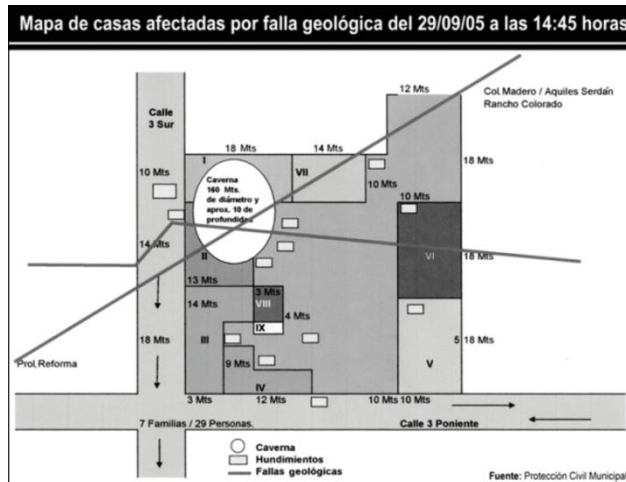 Mapa de casas afectadas por falla geológica del 29/09/05 a las 14:45 horas
12 Mts
Col. Madero / Aquiles Serdán
Rancho Colorado
Calle
3 Sur
18 Mts
14 Mts
I
VII
18 Mts
10 Mts
10 Mts
Caverna
160 Mts.
de diámetro y
aprox. 10 de
profundidad
10 Mts
14 Mts
II
VI
18 Mts
13 Mts
14 Mts
3 Mts
VIII
4 Mts
IX
18 Mts
III
5
18 Mts
Prol. Reforma
9 Mts
V
IV
3 Mts
12 Mts
10 Mts
10 Mts
7 Familias / 29 Personas.
Calle 3 Poniente
Caverna
Hundimientos
Fallas geológicas
Fuente: Protección Civil Municipal